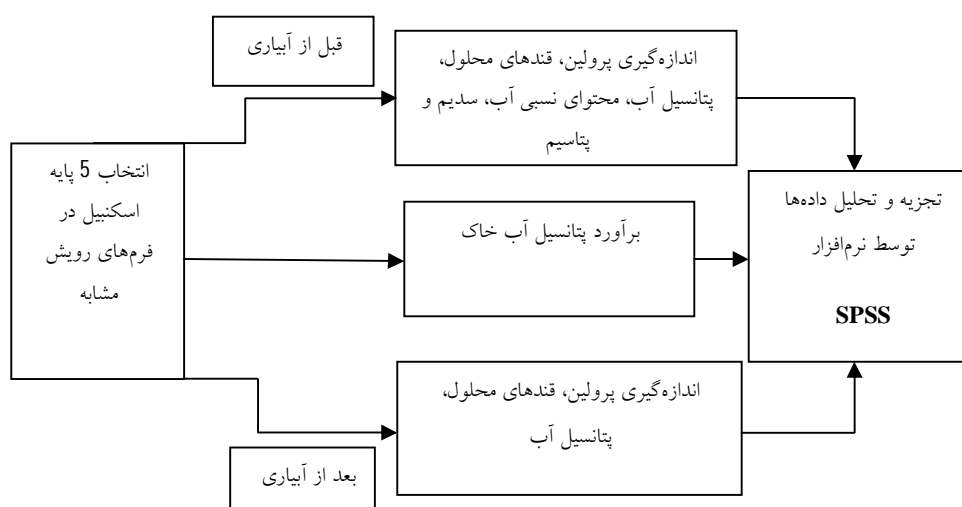 قبل از آبیاری
اندازه‌گیری پرولین، قندهای محلول،
پتانسیل آب، محتوای نسبی آب، سدیم و
پتاسیم
انتخاب 5 پایه
اسکنبیل در
فرم‌های رویش
مشابه
برآورد پتانسیل آب خاک
تجزیه و تحلیل داده‌ها
توسط نرم‌افزار
SPSS
اندازه‌گیری پرولین، قندهای محلول،
پتانسیل آب
بعد از آبیاری